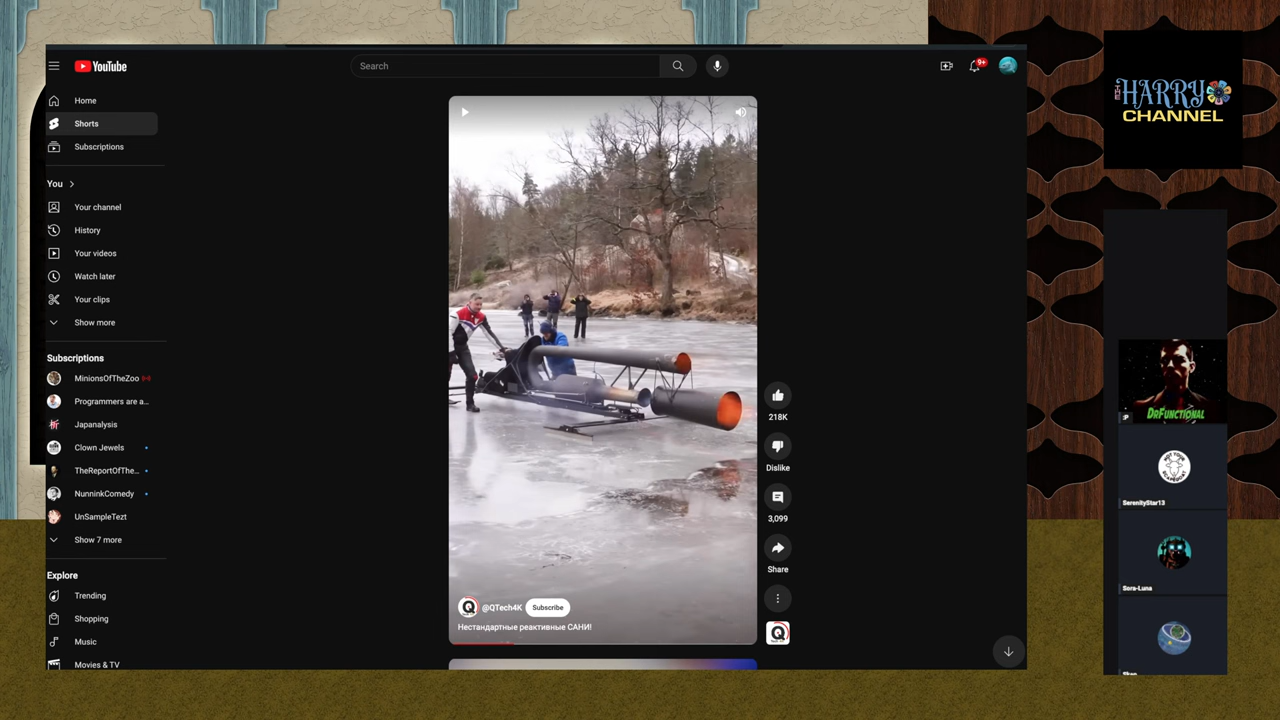 YouTube
Search
9+
Home
Shorts
Subscriptions
You
Your channel
History
Your videos
Watch later
Your clips
Show more
Subscriptions
MinionsOfTheZoo
Programmers are a...
Japanalysis
Clown Jewels
TheReportOfThe...
NunninkComedy
UnSampleTezt
Show 7 more
Explore
Trending
Shopping
Music
Movies & TV
218K
Dislike
3,099
Share
@QTech4K
Subscribe
Нестандартные реактивные САНИ!
THE HARRY
CHANNEL
DRFUNCTIONAL
SerenityStar13
Sora-Luna